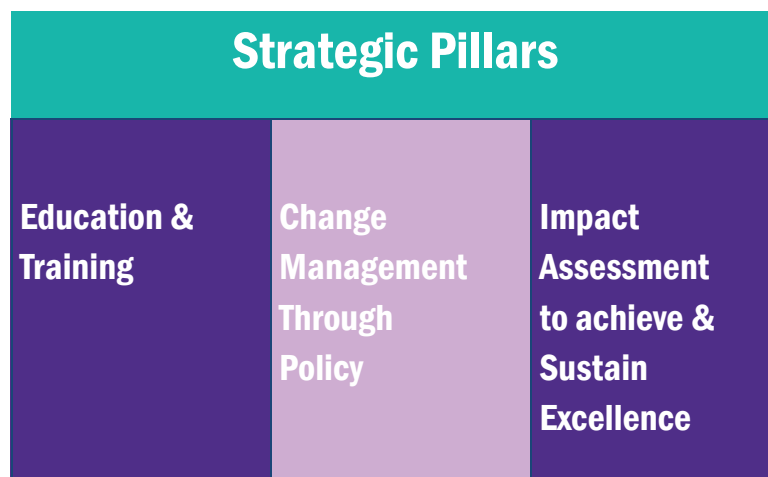 Strategic Pillars
Education &
Training
Change
Management
Through
Policy
Impact
Assessment
to achieve &
Sustain
Excellence